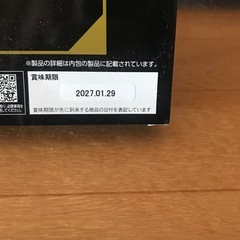 ※製品の詳細は内包の製品に記載されています。
賞味期限
2027.01.29
賞味期限が先に到来する商品の日付を表記しています